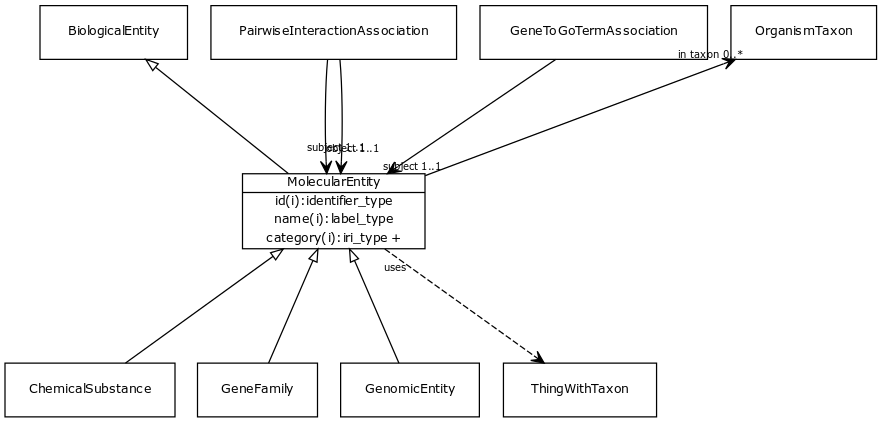 BiologicalEntity
PairwiseInteractionAssociation
GeneToGoTermAssociation
OrganismTaxon
in taxon 0..*
subject 1..1
object 1..1
subject 1..1
MolecularEntity
id(i):identifier_type
name(i):label_type
category(i):iri_type +
uses
ChemicalSubstance
GeneFamily
GenomicEntity
ThingWithTaxon